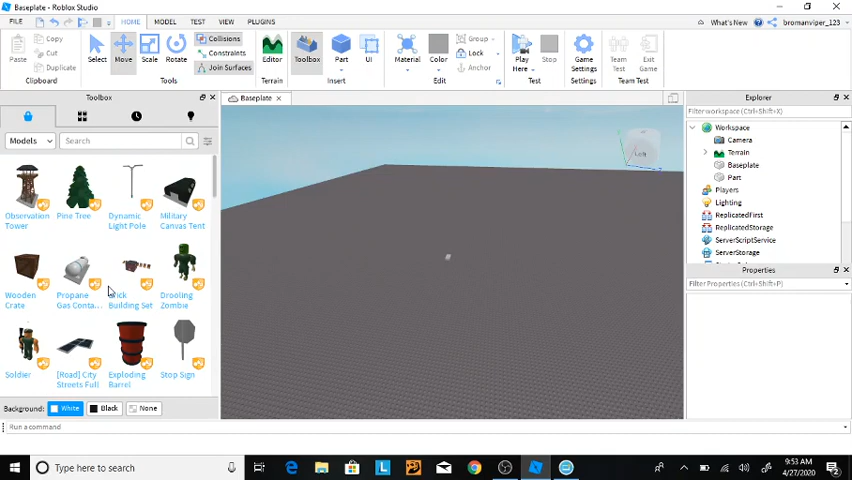 Baseplate - Roblox Studio
FILE HOME MODEL TEST VIEW PLUGINS What's New bromanviper_123
Paste Copy Cut Duplicate Select Move Scale Rotate Collisions Constraints Join Surfaces Editor Toolbox Part UI Material Color Group Lock Anchor Play Here Stop Game Settings Team Test Exit Game
Clipboard Tools Terrain Insert Edit Test Settings Team Test
Toolbox
Baseplate ×
Models Search
Observation Tower
Pine Tree
Dynamic Light Pole
Military Canvas Tent
Wooden Crate
Propane Gas Conta...
Building Set
Drooling Zombie
Soldier
[Road] City Streets Full
Exploding Barrel
Stop Sign
Background: White Black None
Run a command
Left
Explorer
Filter workspace (Ctrl+Shift+X)
Workspace
Camera
Terrain
Baseplate
Part
Players
Lighting
ReplicatedFirst
ReplicatedStorage
ServerScriptService
ServerStorage
Properties
Filter Properties (Ctrl+Shift+P)
Type here to search
9:53 AM
4/27/2020